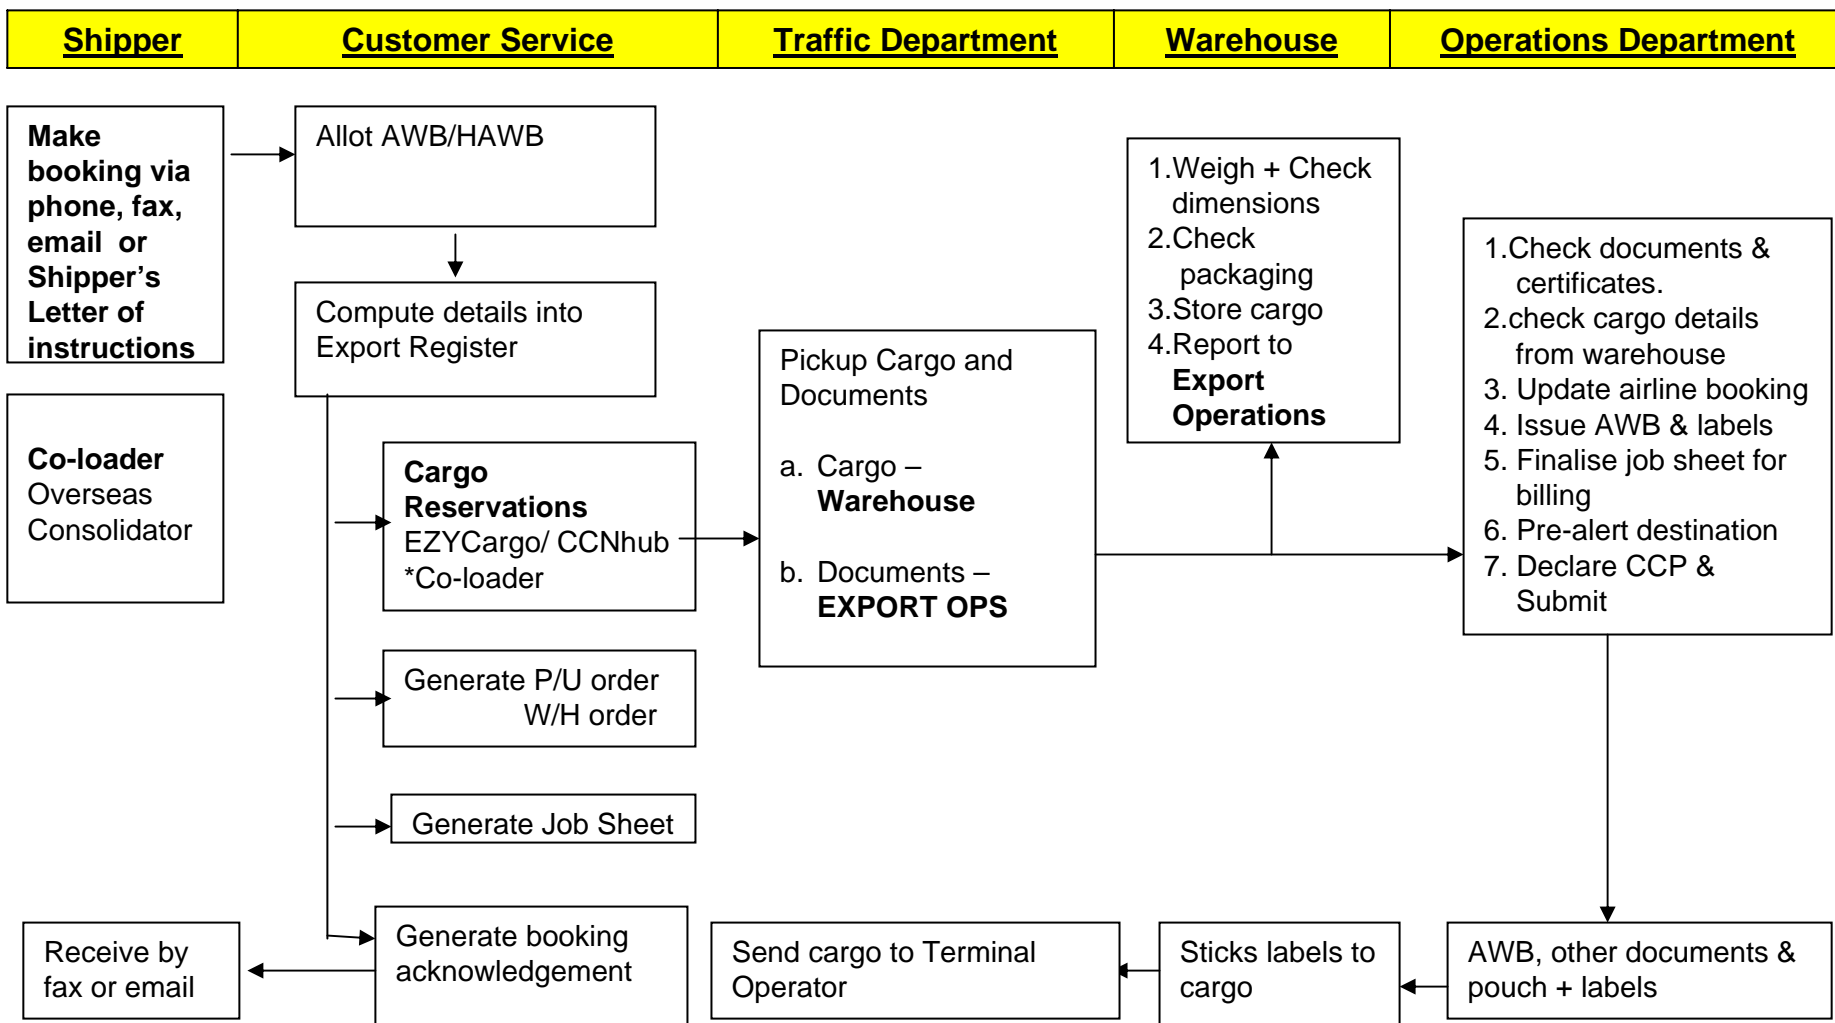 Shipper
Customer Service
Traffic Department
Warehouse
Operations Department
Make
booking via
phone, fax,
email or
Shipper’s
Letter of
instructions
Co-loader
Overseas
Consolidator
Allot AWB/HAWB
Compute details into
Export Register
Cargo
Reservations
EZYCargo/ CCNhub
*Co-loader
Generate P/U order
W/H order
Generate Job Sheet
Generate booking
acknowledgement
Receive by
fax or email
Pickup Cargo and
Documents
a. Cargo –
Warehouse
b. Documents –
EXPORT OPS
1.Weigh + Check
dimensions
2.Check
packaging
3.Store cargo
4.Report to
Export
Operations
1.Check documents &
certificates.
2.check cargo details
from warehouse
3. Update airline booking
4. Issue AWB & labels
5. Finalise job sheet for
billing
6. Pre-alert destination
7. Declare CCP &
Submit
AWB, other documents &
pouch + labels
Sticks labels to
cargo
Send cargo to Terminal
Operator